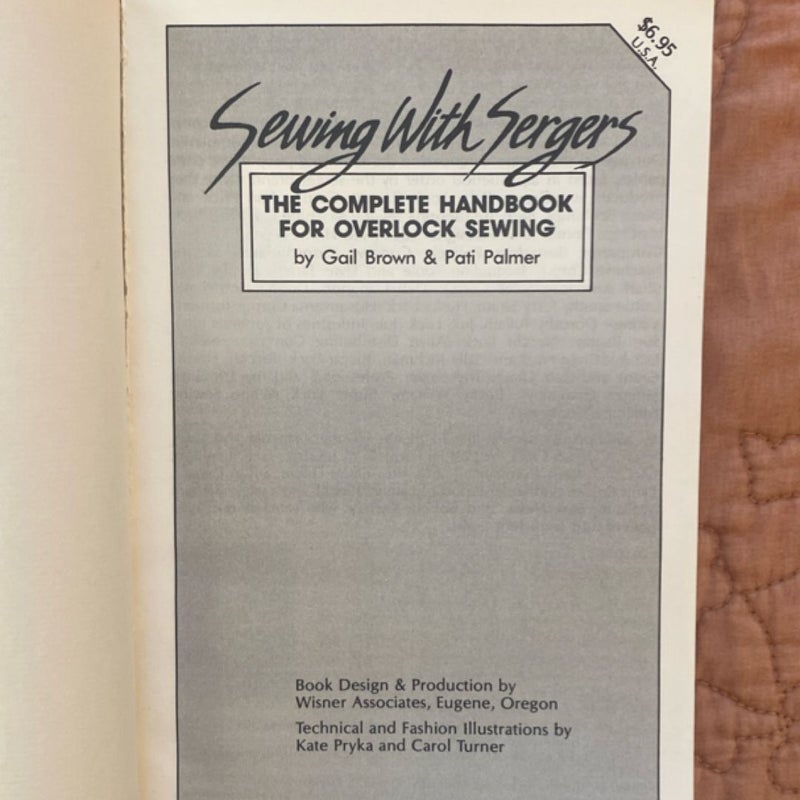 $6.95
U.S.A.
Sewing With Sergers
THE COMPLETE HANDBOOK
FOR OVERLOCK SEWING
by Gail Brown & Pati Palmer
Book Design & Production by
Wisner Associates, Eugene, Oregon
Technical and Fashion Illustrations by
Kate Pryka and Carol Turner